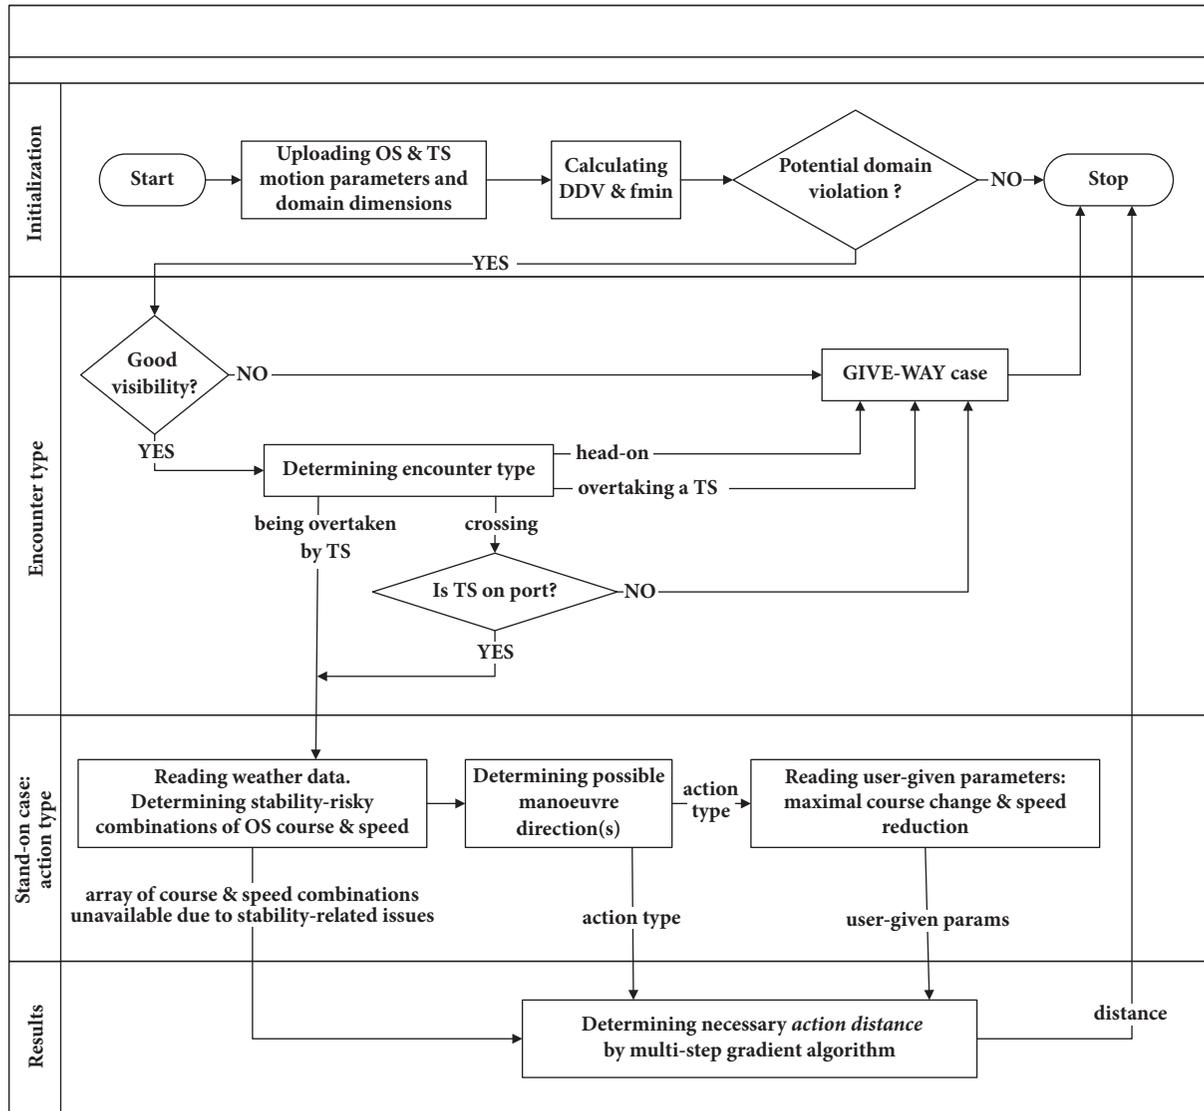 Initialization
Start
Uploading OS & TS
motion parameters and
domain dimensions
Calculating
DDV & fmin
Potential domain
violation ?
NO
Stop
YES
Encounter type
Good
visibility?
NO
GIVE-WAY case
YES
Determining encounter type
head-on
overtaking a TS
being overtaken
by TS
crossing
Is TS on port?
NO
YES
Stand-on case:
action type
Reading weather data.
Determining stability-risky
combinations of OS course & speed
Determining possible
manoeuvre
direction(s)
action
type
Reading user-given parameters:
maximal course change & speed
reduction
array of course & speed combinations
unavailable due to stability-related issues
action type
user-given params
Results
Determining necessary action distance
by multi-step gradient algorithm
distance